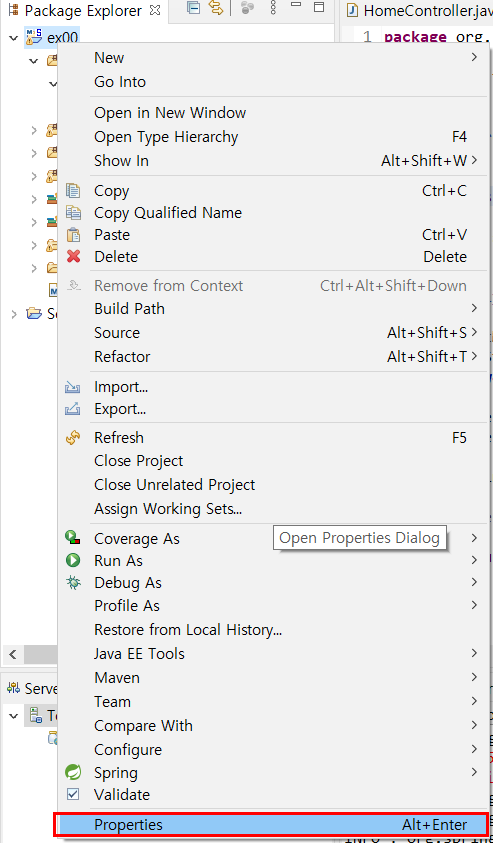 Package Explorer
HomeController.jav
ex00
1 package org.
New
Go Into
Open in New Window
Open Type Hierarchy F4
Show In Alt+Shift+W
Copy Ctrl+C
Copy Qualified Name
Paste Ctrl+V
Delete Delete
Remove from Context Ctrl+Alt+Shift+Down
Build Path
Source Alt+Shift+S
Refactor Alt+Shift+T
Import...
Export...
Refresh F5
Close Project
Close Unrelated Project
Assign Working Sets...
Coverage As
Open Properties Dialog
Run As
Debug As
Profile As
Restore from Local History...
Java EE Tools
Maven
Team
Compare With
Configure
Spring
Validate
Properties Alt+Enter
Serve